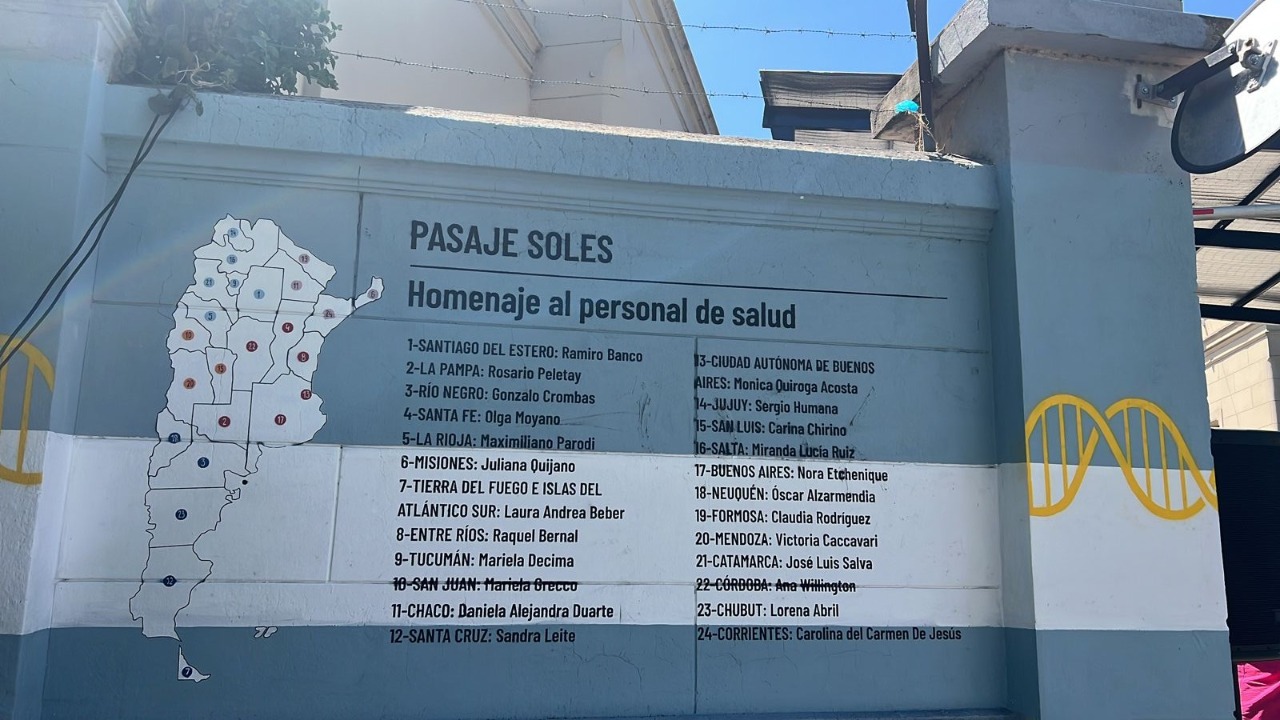 PASAJE SOLES
Homenaje al personal de salud
1-SANTIAGO DEL ESTERO: Ramiro Banco
2-LA PAMPA: Rosario Peletay
3-RÍO NEGRO: Gonzalo Crombas
4-SANTA FE: Olga Moyano
5-LA RIOJA: Maximiliano Parodi
6-MISIONES: Juliana Quijano
7-TIERRA DEL FUEGO E ISLAS DEL
ATLÁNTICO SUR: Laura Andrea Beber
8-ENTRE RÍOS: Raquel Bernal
9-TUCUMÁN: Mariela Decima
10-SAN JUAN: Mariela Grecco
11-CHACO: Daniela Alejandra Duarte
12-SANTA CRUZ: Sandra Leite
13-CIUDAD AUTÓNOMA DE BUENOS
AIRES: Monica Quiroga Acosta
14-JUJUY: Sergio Humana
15-SAN LUIS: Carina Chirino
16-SALTA: Miranda Lucía Ruiz
17-BUENOS AIRES: Nora Etchenique
18-NEUQUÉN: Óscar Alzarmendia
19-FORMOSA: Claudia Rodríguez
20-MENDOZA: Victoria Caccavari
21-CATAMARCA: José Luis Salva
22-CÓRDOBA: Ana Willington
23-CHUBUT: Lorena Abril
24-CORRIENTES: Carolina del Carmen De Jesús